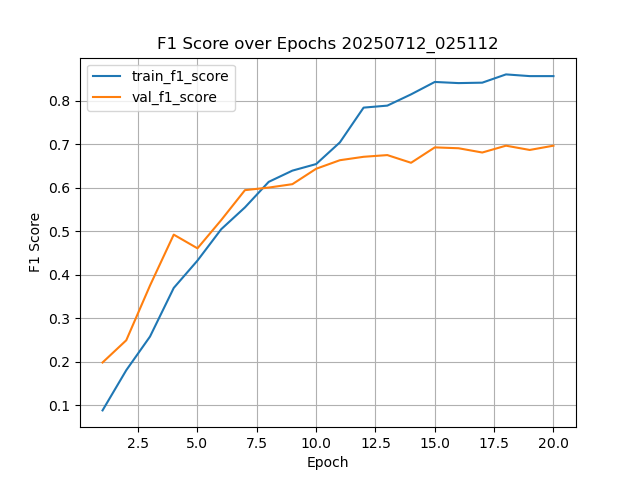 F1 Score over Epochs 20250712_025112
train_f1_score
val_f1_score
F1 Score
0.8
0.7
0.6
0.5
0.4
0.3
0.2
0.1
2.5 5.0 7.5 10.0 12.5 15.0 17.5 20.0
Epoch